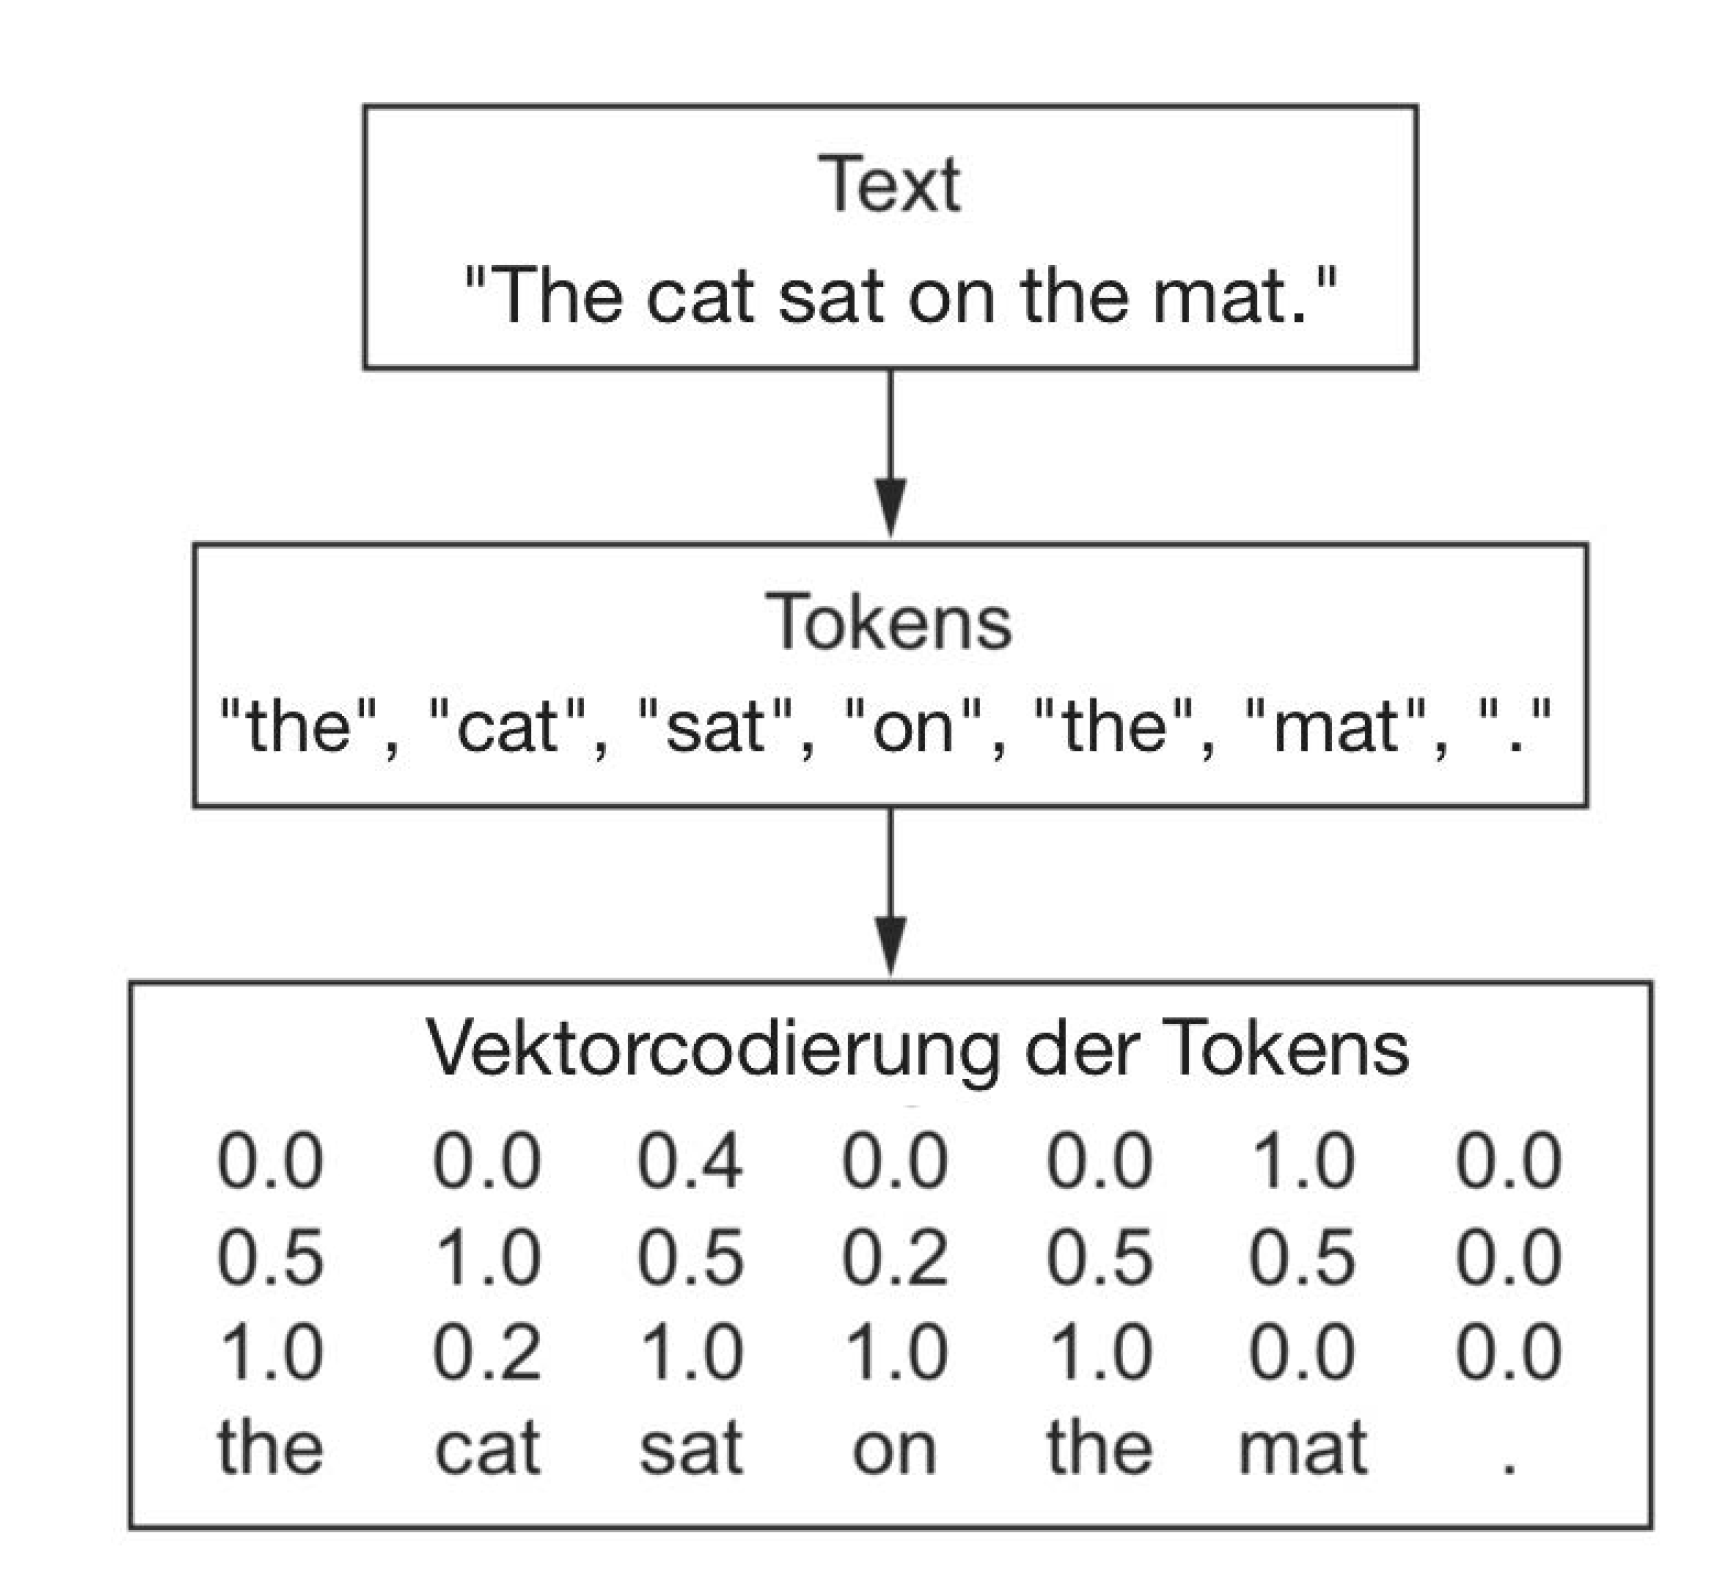 Text
"The cat sat on the mat."
Tokens
"the", "cat", "sat", "on", "the", "mat", "."
Vektorcodierung der Tokens
0.0 0.0 0.4 0.0 0.0 1.0 0.0
0.5 1.0 0.5 0.2 0.5 0.5 0.0
1.0 0.2 1.0 1.0 1.0 0.0 0.0
the cat sat on the mat .